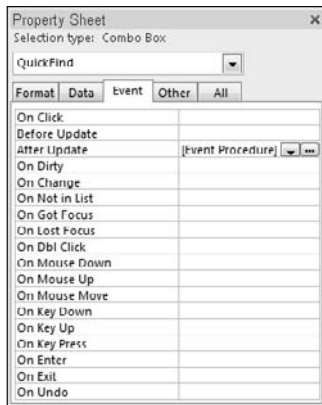 Property Sheet
Selection type: Combo Box
QuickFind
Format Data Event Other All
On Click
Before Update
After Update [Event Procedure]
On Dirty
On Change
On Not in List
On Got Focus
On Lost Focus
On Dbl Click
On Mouse Down
On Mouse Up
On Mouse Move
On Key Down
On Key Up
On Key Press
On Enter
On Exit
On Undo